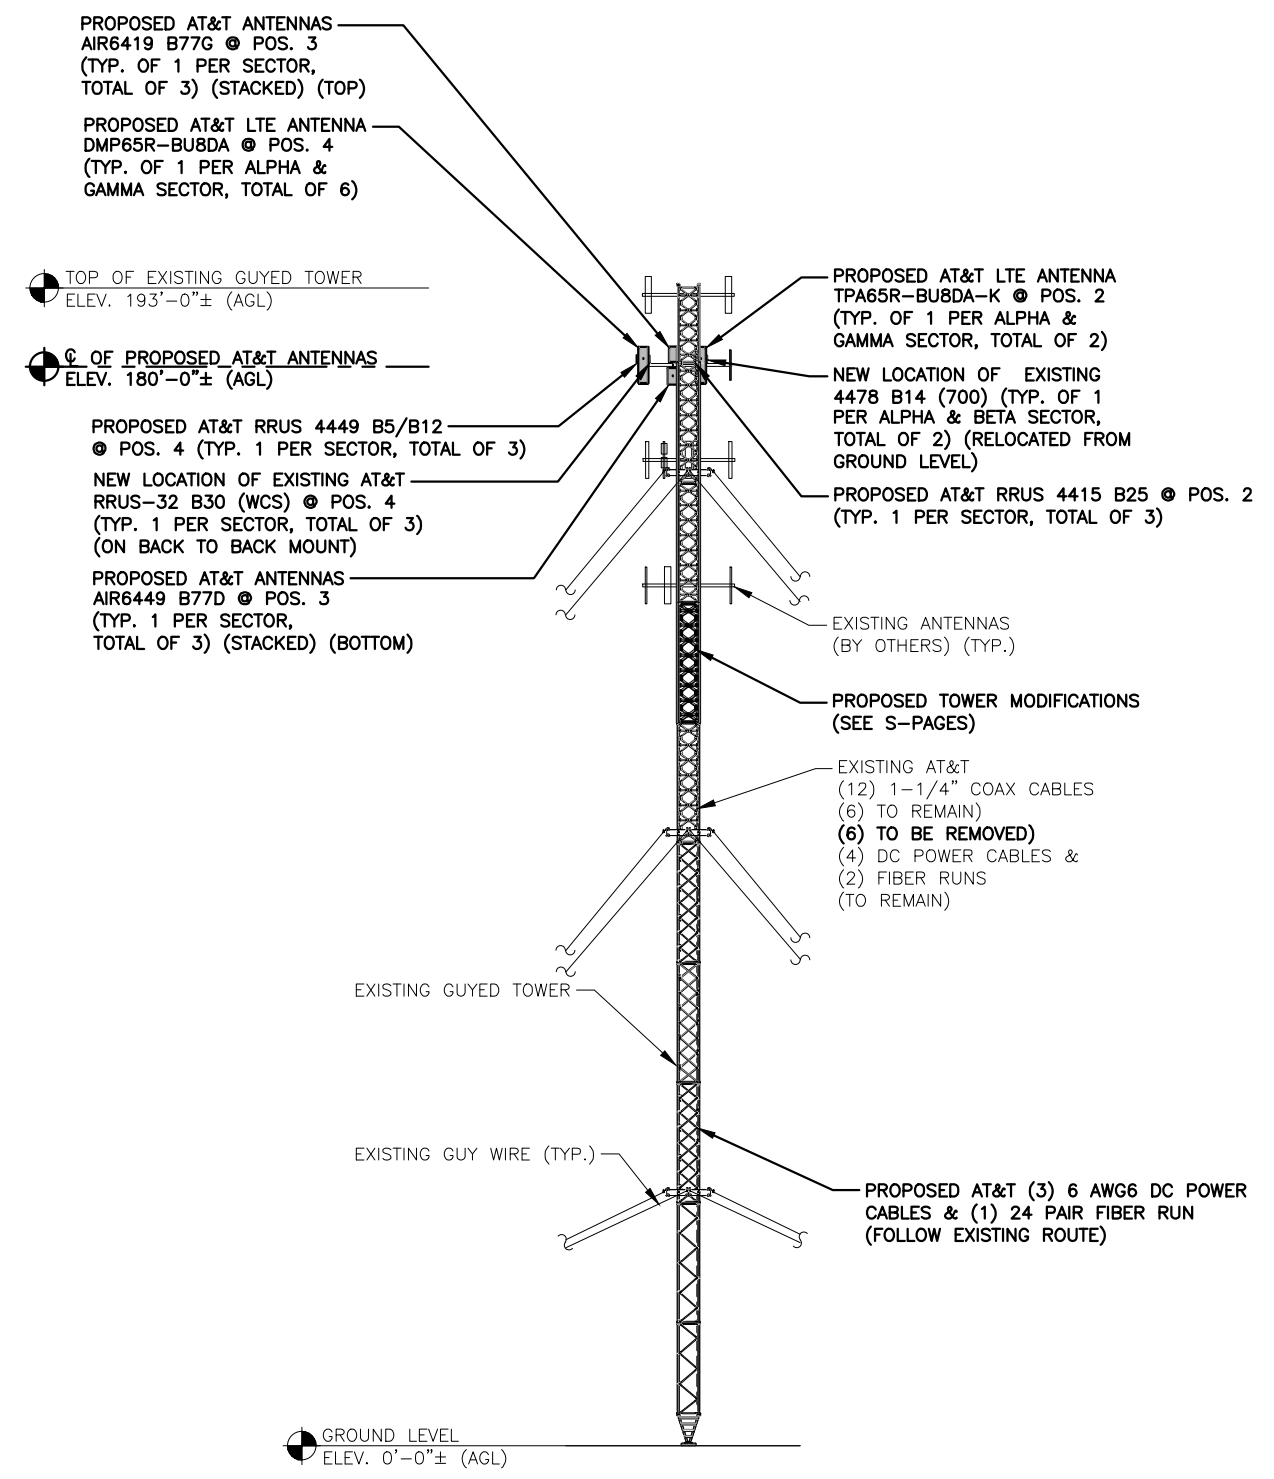 PROPOSED AT&T ANTENNAS
AIR6419 B77G @ POS. 3
(TYP. OF 1 PER SECTOR,
TOTAL OF 3) (STACKED) (TOP)
PROPOSED AT&T LTE ANTENNA
DMP65R-BU8DA @ POS. 4
(TYP. OF 1 PER ALPHA &
GAMMA SECTOR, TOTAL OF 6)
TOP OF EXISTING GUYED TOWER
ELEV. 193'-0"± (AGL)
℄ OF PROPOSED AT&T ANTENNAS
ELEV. 180'-0"± (AGL)
PROPOSED AT&T RRUS 4449 B5/B12
@ POS. 4 (TYP. 1 PER SECTOR, TOTAL OF 3)
NEW LOCATION OF EXISTING AT&T
RRUS-32 B30 (WCS) @ POS. 4
(TYP. 1 PER SECTOR, TOTAL OF 3)
(ON BACK TO BACK MOUNT)
PROPOSED AT&T ANTENNAS
AIR6449 B77D @ POS. 3
(TYP. 1 PER SECTOR,
TOTAL OF 3) (STACKED) (BOTTOM)
PROPOSED AT&T LTE ANTENNA
TPA65R-BU8DA-K @ POS. 2
(TYP. OF 1 PER ALPHA &
GAMMA SECTOR, TOTAL OF 2)
NEW LOCATION OF EXISTING
4478 B14 (700) (TYP. OF 1
PER ALPHA & BETA SECTOR,
TOTAL OF 2) (RELOCATED FROM
GROUND LEVEL)
PROPOSED AT&T RRUS 4415 B25 @ POS. 2
(TYP. 1 PER SECTOR, TOTAL OF 3)
EXISTING ANTENNAS
(BY OTHERS) (TYP.)
PROPOSED TOWER MODIFICATIONS
(SEE S-PAGES)
EXISTING AT&T
(12) 1-1/4" COAX CABLES
(6) TO REMAIN)
(6) TO BE REMOVED)
(4) DC POWER CABLES &
(2) FIBER RUNS
(TO REMAIN)
EXISTING GUYED TOWER
EXISTING GUY WIRE (TYP.)
PROPOSED AT&T (3) 6 AWG6 DC POWER
CABLES & (1) 24 PAIR FIBER RUN
(FOLLOW EXISTING ROUTE)
GROUND LEVEL
ELEV. 0'-0"± (AGL)